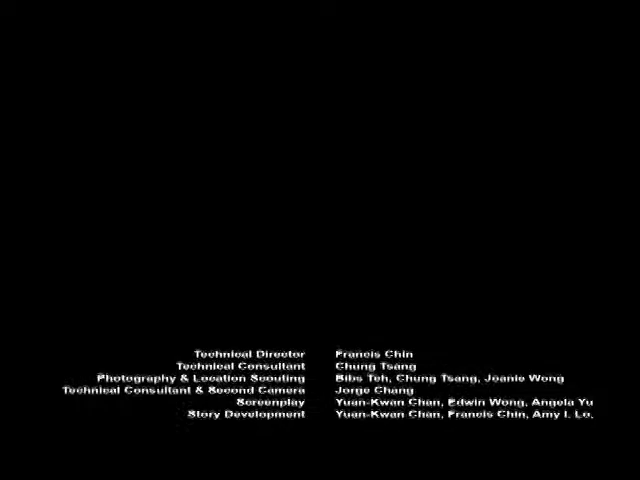 Technical Director Francis Chin
Technical Consultant Chung Tsang
Photography & Location Scouting Bibs Teh, Chung Tsang, Joanie Wong
Technical Consultant & Second Camera Jorge Chang
Screenplay Yuan-Kwan Chan, Edwin Wong, Angela Yu
Story Development Yuan-Kwan Chan, Francis Chin, Amy I. Lo,